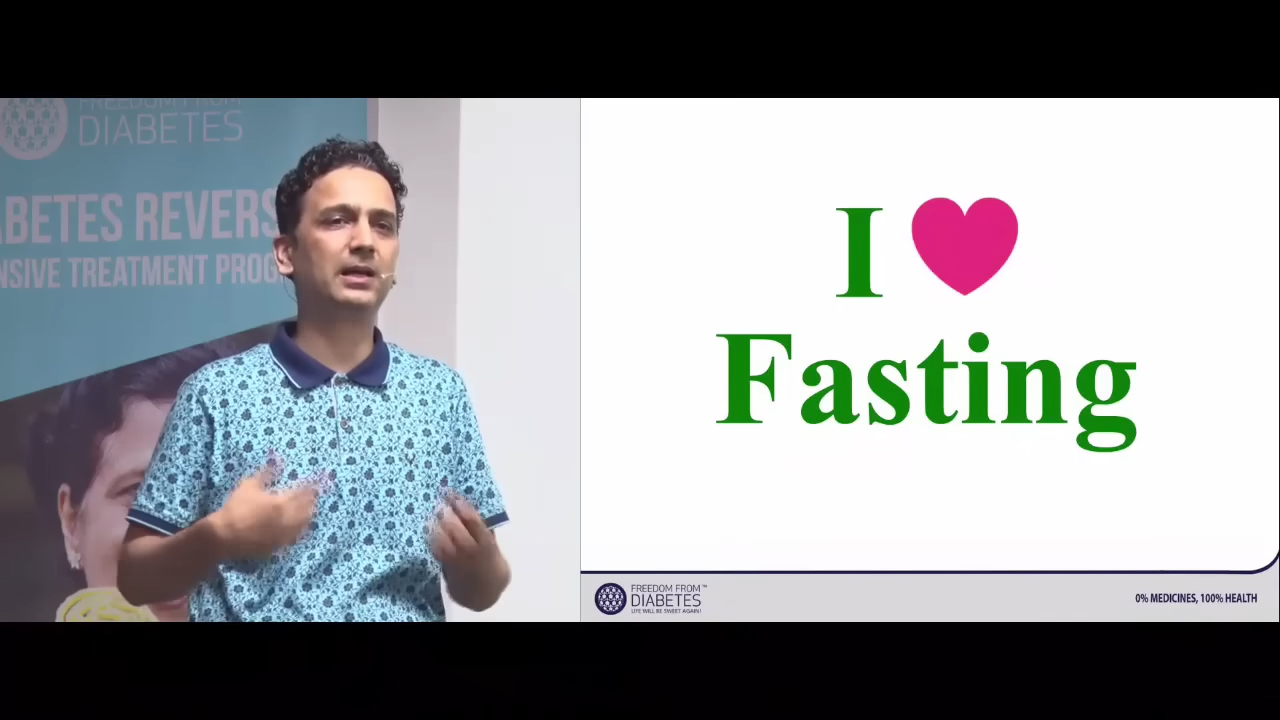 FREEDOM FROM
DIABETES
ABETES REVERS
NSIVE TREATMENT PROG
I
Fasting
FREEDOM FROM™
DIABETES
LIFE WILL BE SWEET AGAIN!
0% MEDICINES, 100% HEALTH